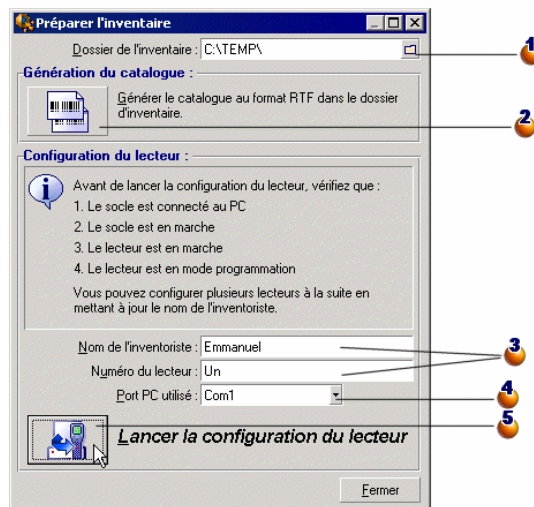 Préparer l'inventaire
Dossier de l'inventaire : C:\TEMP\
1
Génération du catalogue :
Générer le catalogue au format RTF dans le dossier
d'inventaire.
2
Configuration du lecteur :
Avant de lancer la configuration du lecteur, vérifiez que :
1. Le socle est connecté au PC
2. Le socle est en marche
3. Le lecteur est en marche
4. Le lecteur est en mode programmation
Vous pouvez configurer plusieurs lecteurs à la suite en
mettant à jour le nom de l'inventoriste.
Nom de l'inventoriste : Emmanuel
3
Numéro du lecteur : Un
Port PC utilisé : Com1
4
5
Lancer la configuration du lecteur
Fermer